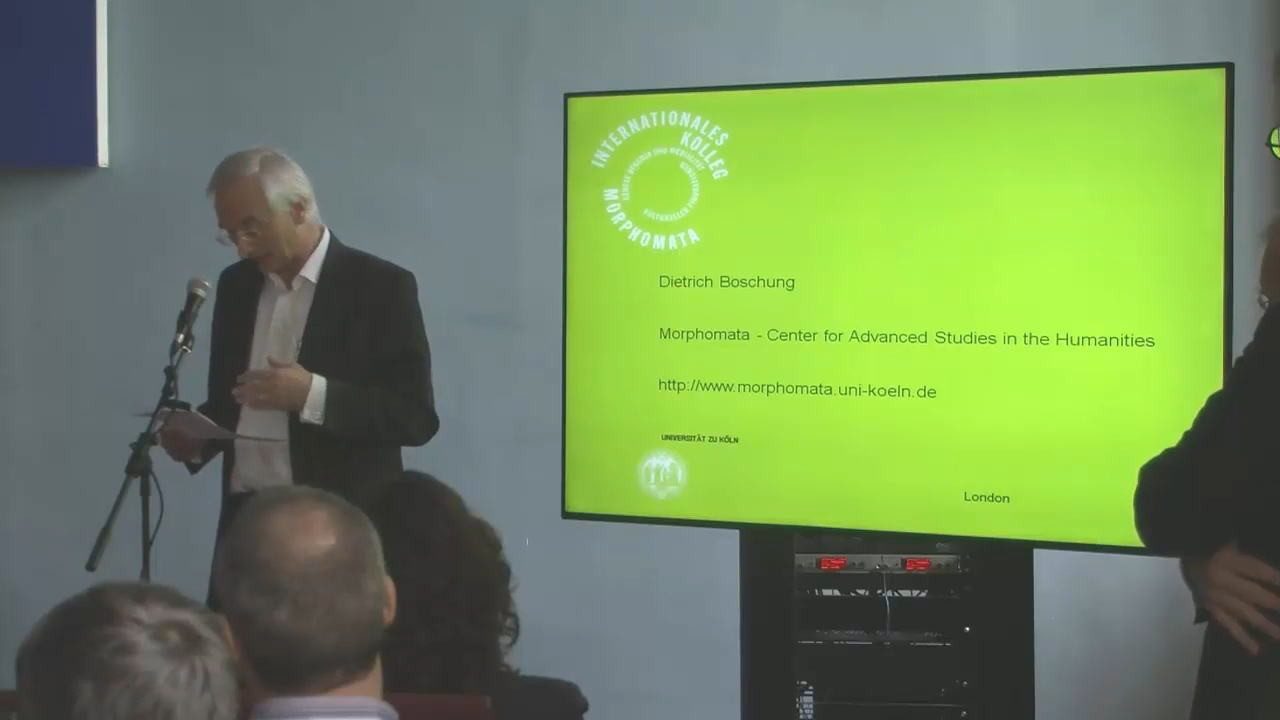 INTERNATIONALES
KOLLEG
MORPHOMATA
Dietrich Boschung
Morphomata - Center for Advanced Studies in the Humanities
http://www.morphomata.uni-koeln.de
UNIVERSITÄT ZU KÖLN
London